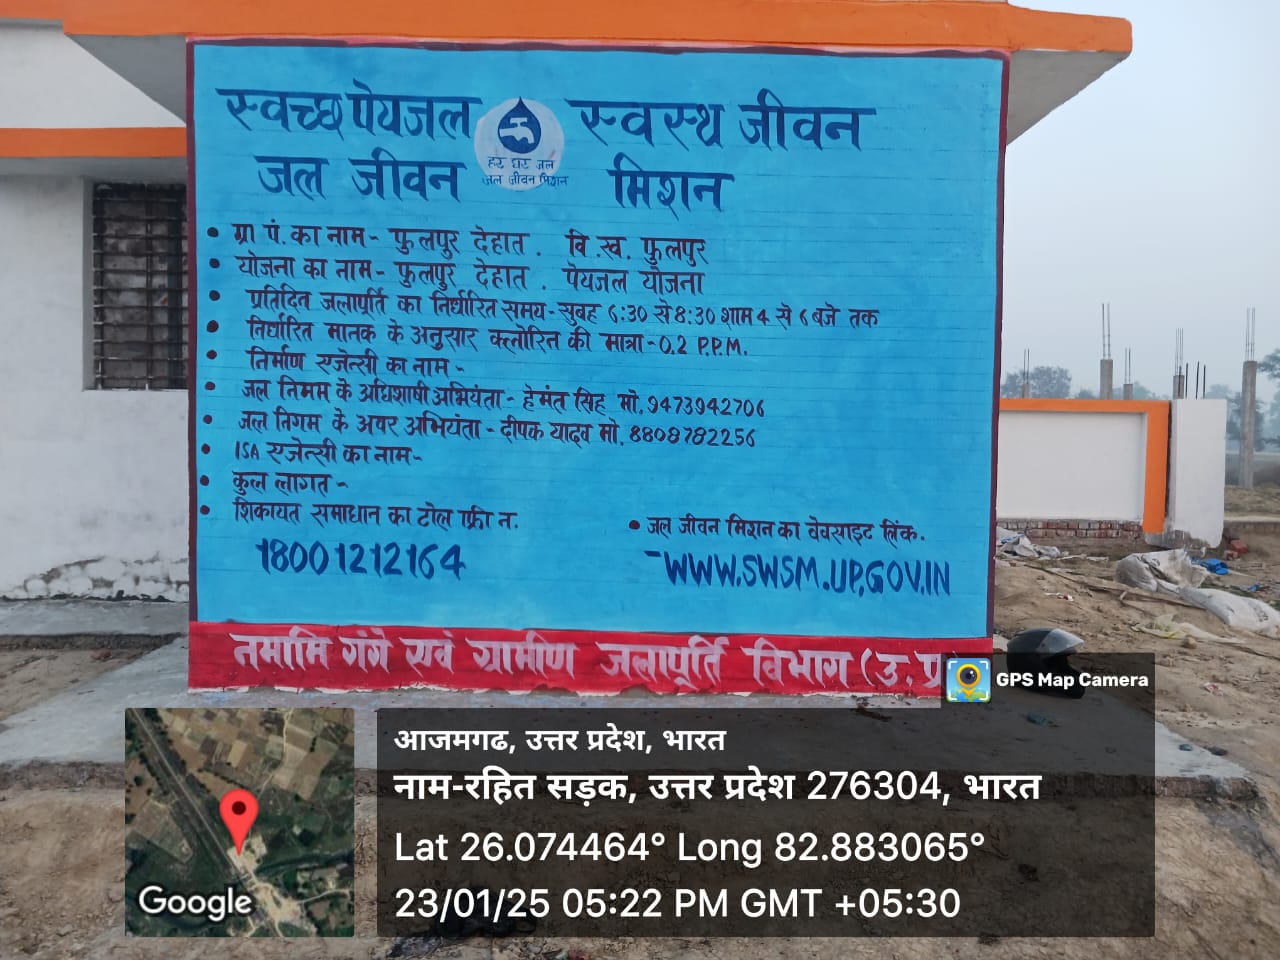 स्वच्छ पेयजल स्वस्थ जीवन
जल जीवन मिशन
हर घर जल
जल जीवन मिशन
• ग्रा पं. का नाम - फुलपुर देहात . वि.ख. फुलपुर
• योजना का नाम - फुलपुर देहात . पेयजल योजना
• प्रतिदित जलापूर्ति का निर्धारित समय - सुबह 6:30 से 8:30 शाम 4 से 6 बजे तक
• निर्धारित मानक के अनुसार क्लोरिन की मात्रा - 0.2 P.P.M.
• निर्माण एजेन्सी का नाम -
• जल निमम के अधिशाषी अभियंता - हेमंत सिह मो. 9473942706
• जल निगम के अपर अभियंता - दीपक यादव मो. 8808782256
• ISA एजेन्सी का नाम -
• कुल लागत -
• शिकायत समाधान का टोल फ्री न.
18001212164
• जल जीवन मिशन का वेवसाइट लिंक.
- WWW.SWSM.UP.GOV.IN
नमामि गंगे एवं ग्रामीण जलापूर्ति विभाग (उ.प्र
GPS Map Camera
आजमगढ, उत्तर प्रदेश, भारत
नाम-रहित सड़क, उत्तर प्रदेश 276304, भारत
Lat 26.074464° Long 82.883065°
23/01/25 05:22 PM GMT +05:30
Google